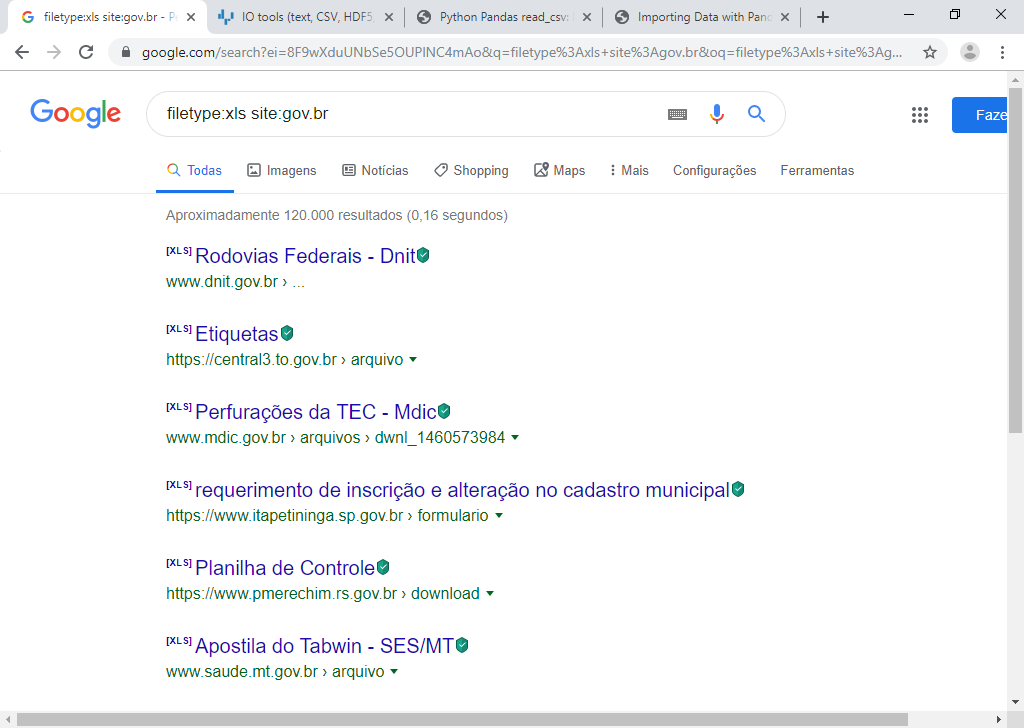 filetype:xls site:gov.br - P
IO tools (text, CSV, HDF5,
Python Pandas read_csv:
Importing Data with Pand
google.com/search?ei=8F9wXduUNbSe5OUPlNC4mAo&q=filetype%3Axls+site%3Agov.br&oq=filetype%3Axls+site%3Ag...
Google
filetype:xls site:gov.br
Faze
Todas Imagens Notícias Shopping Maps Mais Configurações Ferramentas
Aproximadamente 120.000 resultados (0,16 segundos)
[XLS] Rodovias Federais - Dnit
www.dnit.gov.br › ...
[XLS] Etiquetas
https://central3.to.gov.br › arquivo
[XLS] Perfurações da TEC - Mdic
www.mdic.gov.br › arquivos › dwnl_1460573984
[XLS] requerimento de inscrição e alteração no cadastro municipal
https://www.itapetininga.sp.gov.br › formulario
[XLS] Planilha de Controle
https://www.pmerechim.rs.gov.br › download
[XLS] Apostila do Tabwin - SES/MT
www.saude.mt.gov.br › arquivo